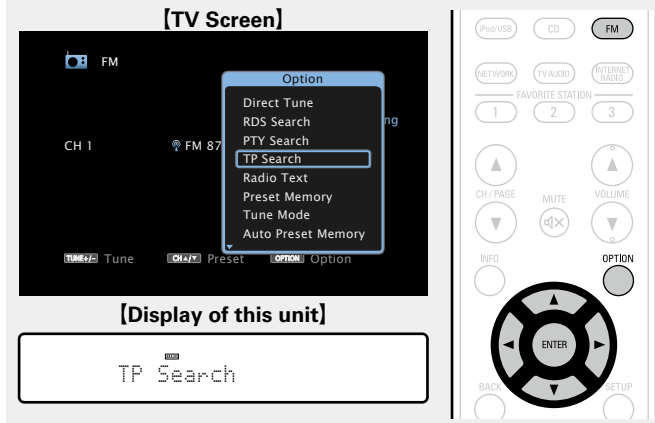 【TV Screen】
FM
Option
Direct Tune
RDS Search
ng
PTY Search
CH 1
FM 87
TP Search
Radio Text
Preset Memory
Tune Mode
Auto Preset Memory
TUNE+/- Tune
CH▲/▼ Preset
OPTION Option
【Display of this unit】
TP Search
iPod/USB
CD
FM
NETWORK
TV AUDIO
INTERNET RADIO
FAVORITE STATION
1
2
3
CH / PAGE
MUTE
VOLUME
INFO
OPTION
ENTER
BACK
SETUP